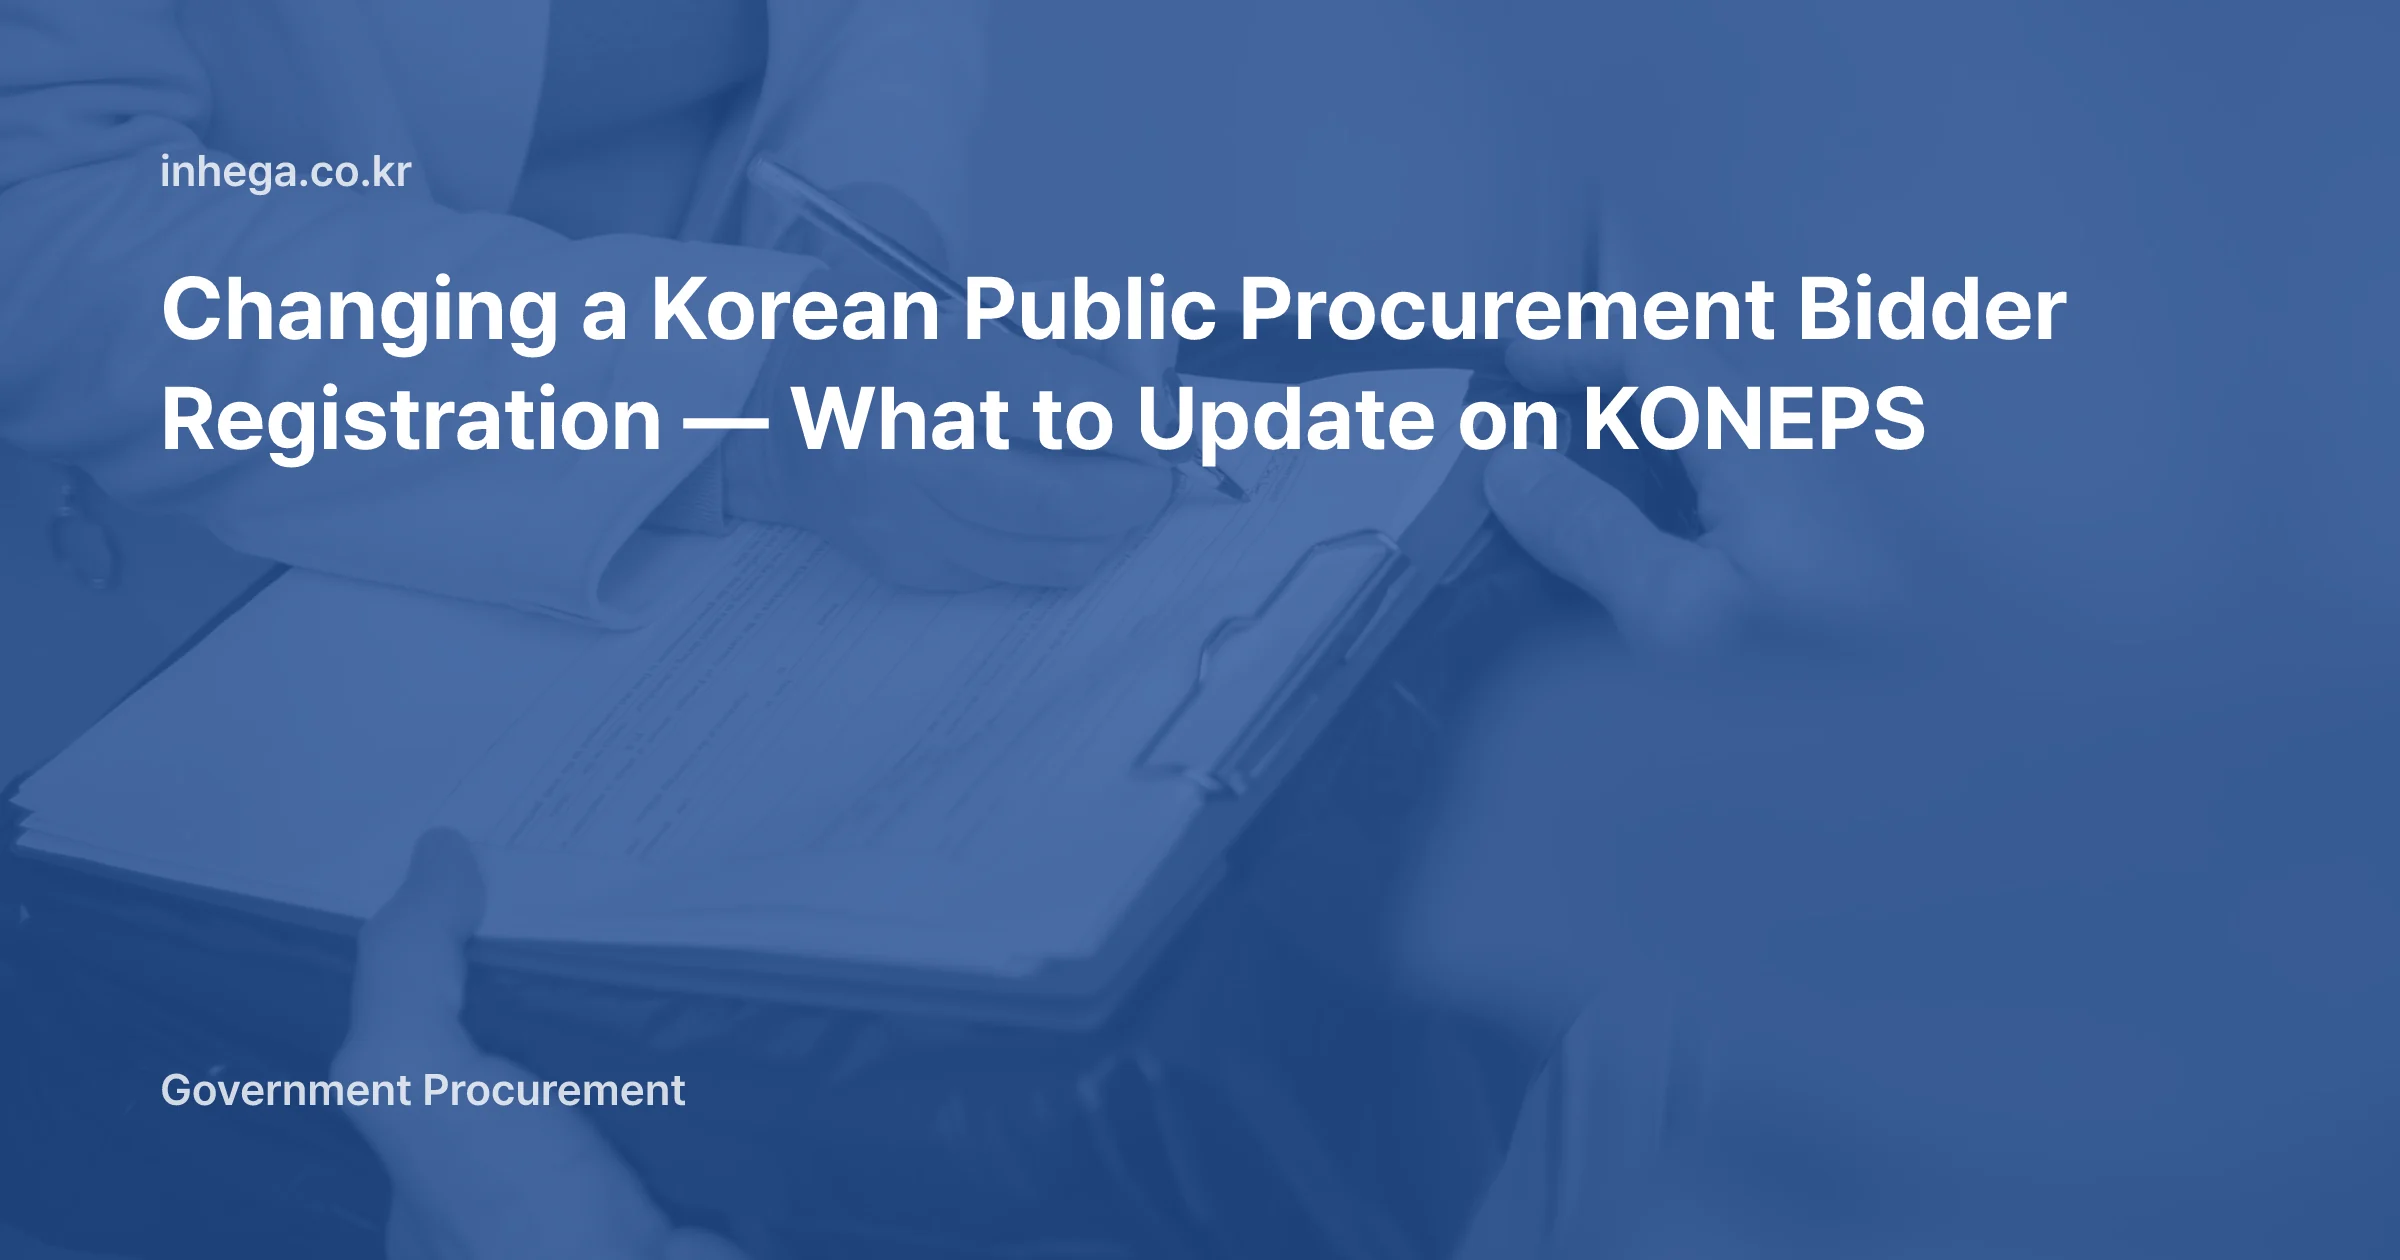 inhega.co.kr
Changing a Korean Public Procurement Bidder
Registration — What to Update on KONEPS
Government Procurement